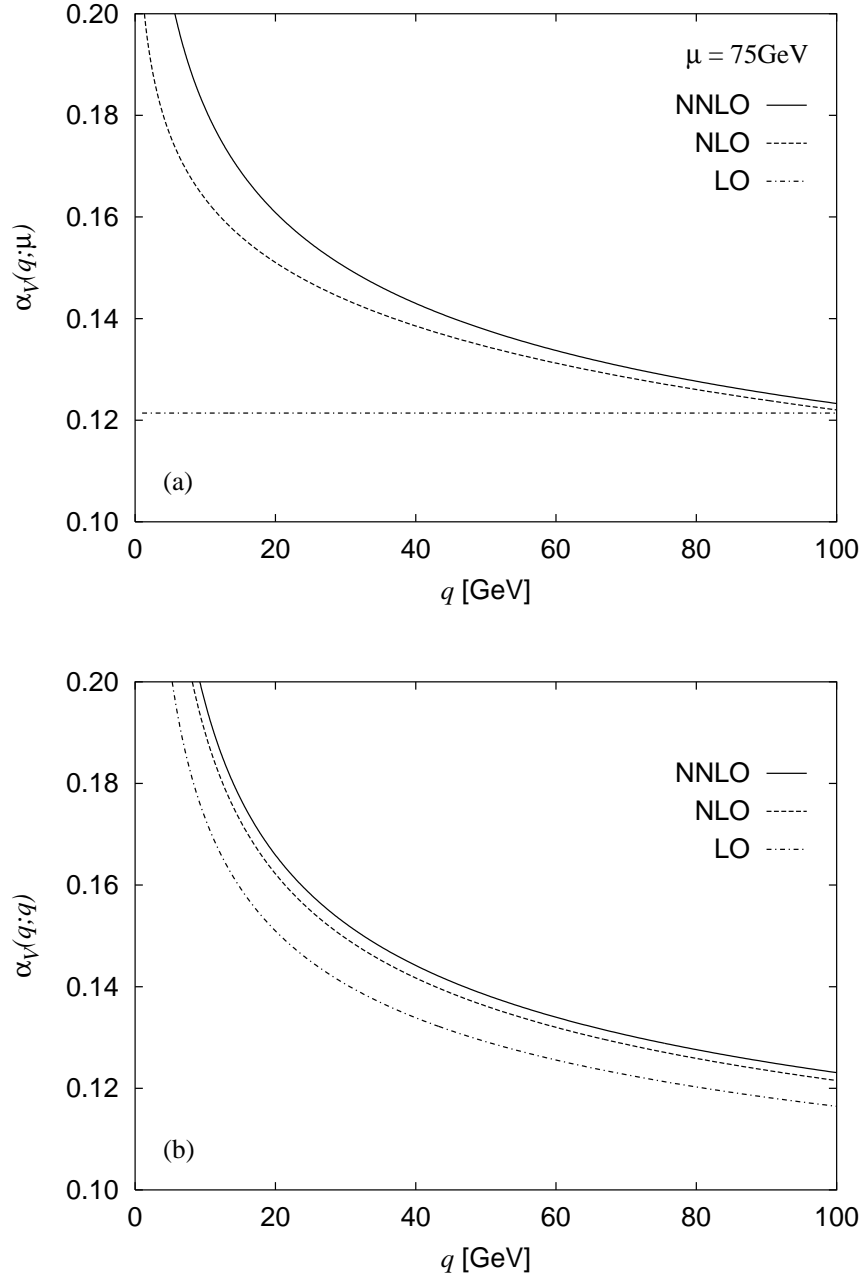 0.20
0.18
0.16
0.14
0.12
0.10
α_V(q;μ)
μ = 75GeV
NNLO
NLO
LO
(a)
0 20 40 60 80 100
q [GeV]
0.20
0.18
0.16
0.14
0.12
0.10
α_V(q;q)
NNLO
NLO
LO
(b)
0 20 40 60 80 100
q [GeV]